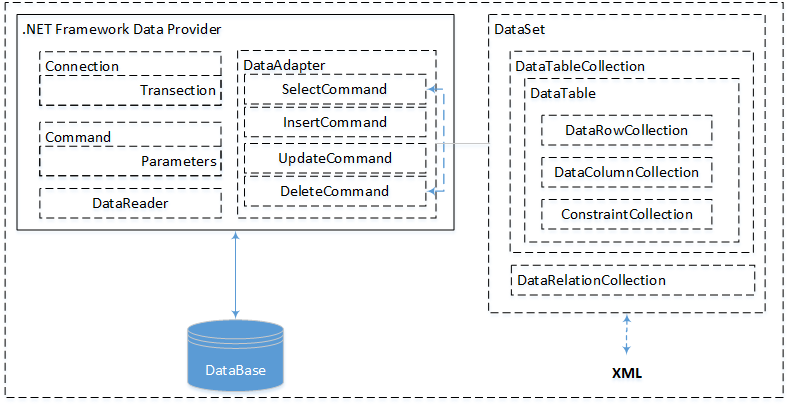 .NET Framework Data Provider
Connection
Transection
Command
Parameters
DataReader
DataAdapter
SelectCommand
InsertCommand
UpdateCommand
DeleteCommand
DataBase
DataSet
DataTableCollection
DataTable
DataRowCollection
DataColumnCollection
ConstraintCollection
DataRelationCollection
XML